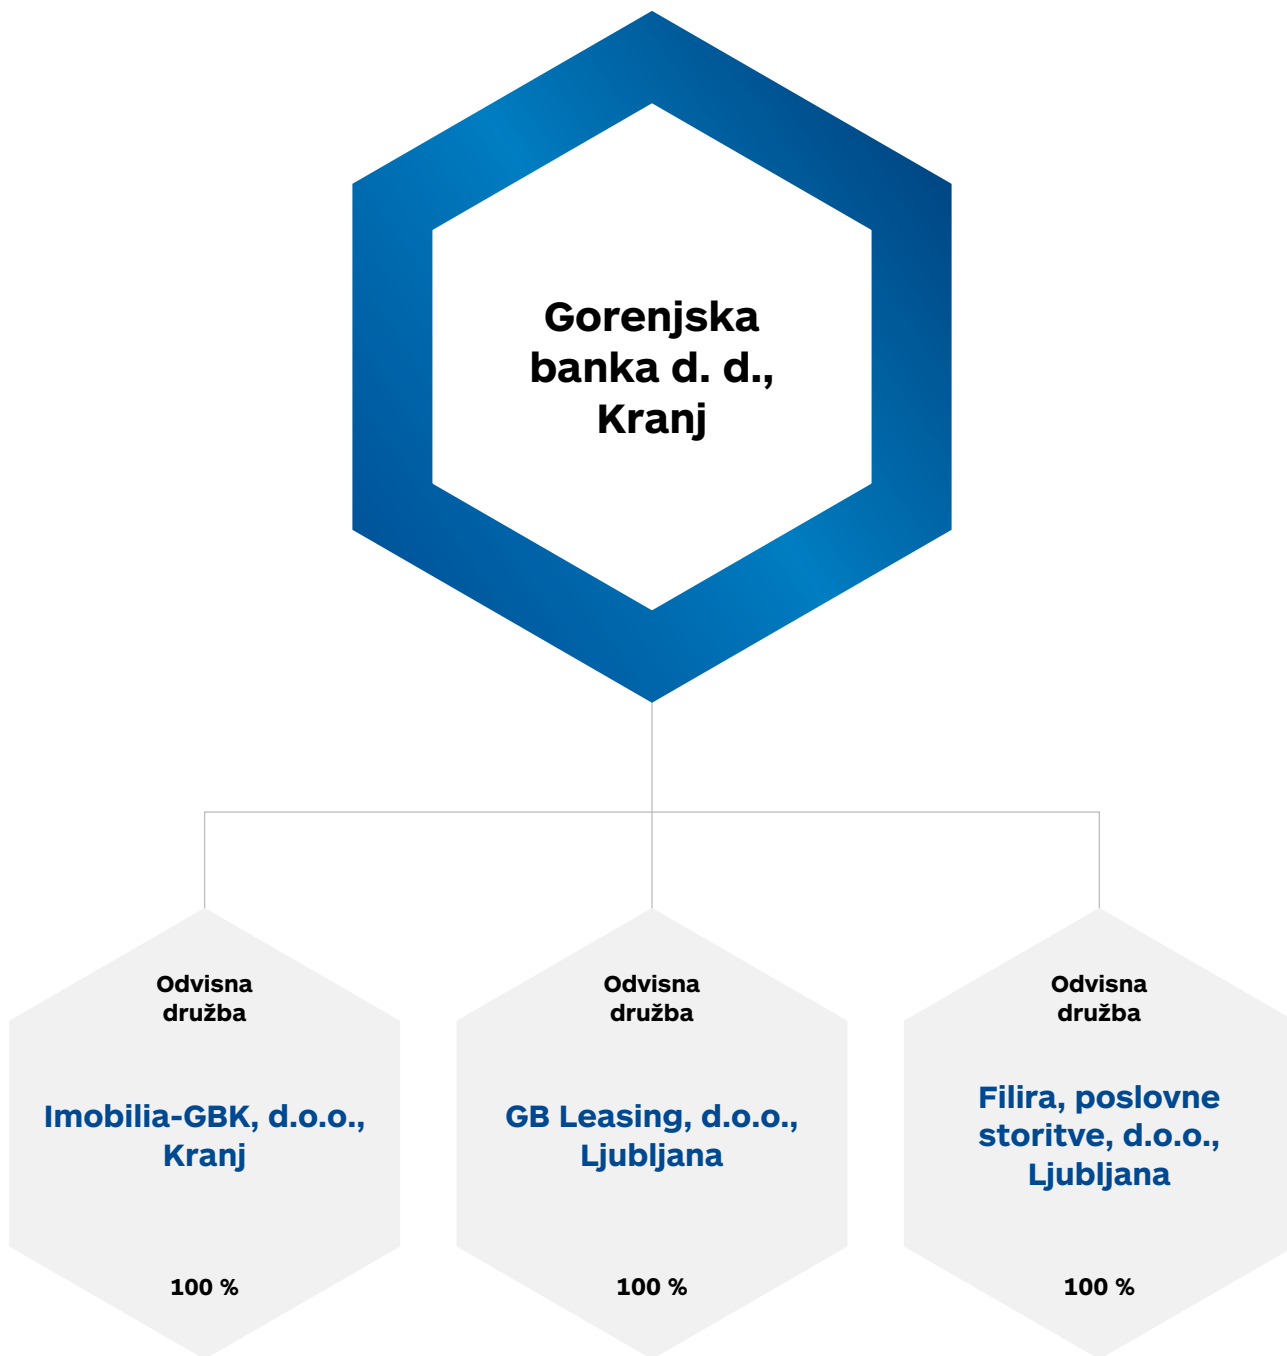 Gorenjska
banka d. d.,
Kranj
Odvisna
družba
Imobilia-GBK, d.o.o.,
Kranj
100 %
Odvisna
družba
GB Leasing, d.o.o.,
Ljubljana
100 %
Odvisna
družba
Filira, poslovne
storitve, d.o.o.,
Ljubljana
100 %